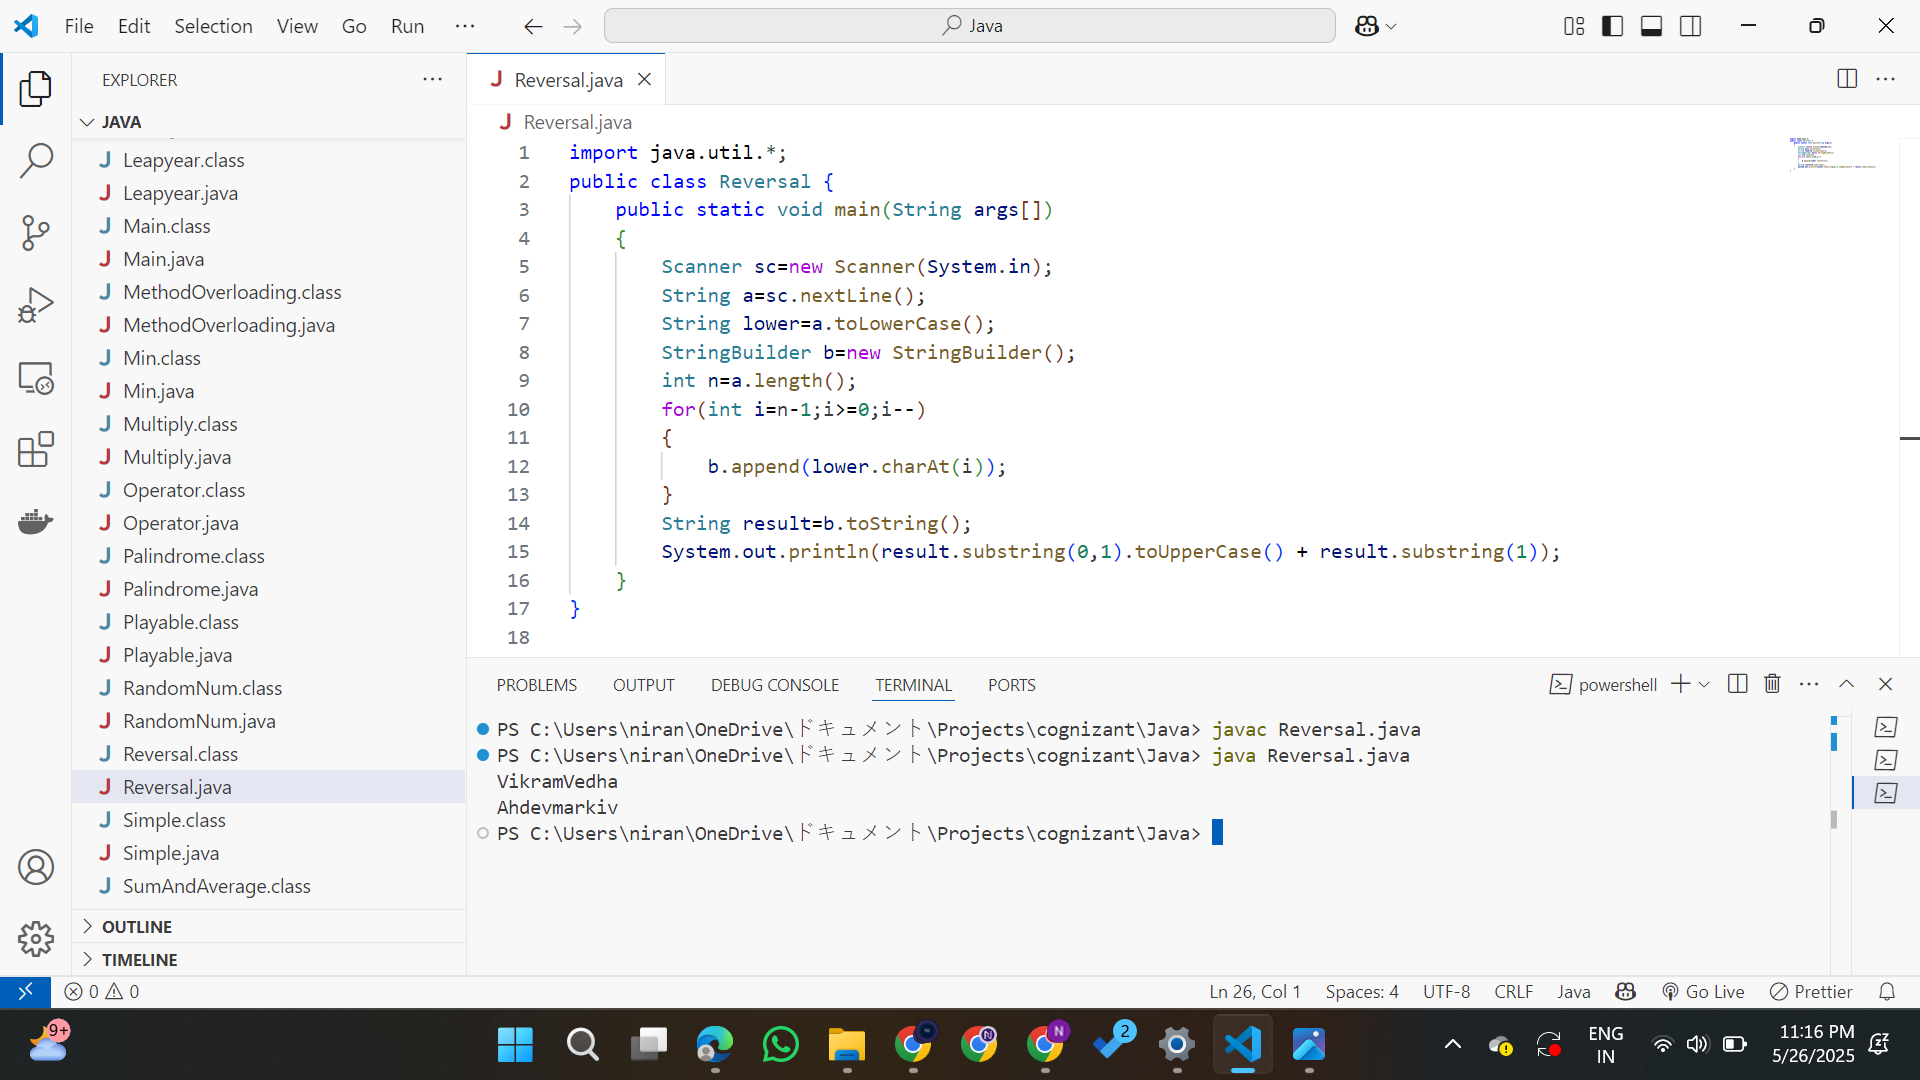 File Edit Selection View Go Run ··· Java
EXPLORER ···
JAVA
Leapyear.class
Leapyear.java
Main.class
Main.java
MethodOverloading.class
MethodOverloading.java
Min.class
Min.java
Multiply.class
Multiply.java
Operator.class
Operator.java
Palindrome.class
Palindrome.java
Playable.class
Playable.java
RandomNum.class
RandomNum.java
Reversal.class
Reversal.java
Simple.class
Simple.java
SumAndAverage.class
OUTLINE
TIMELINE
J Reversal.java
J Reversal.java
1 import java.util.*;
2 public class Reversal {
3     public static void main(String args[])
4     {
5         Scanner sc=new Scanner(System.in);
6         String a=sc.nextLine();
7         String lower=a.toLowerCase();
8         StringBuilder b=new StringBuilder();
9         int n=a.length();
10         for(int i=n-1;i>=0;i--)
11         {
12             b.append(lower.charAt(i));
13         }
14         String result=b.toString();
15         System.out.println(result.substring(0,1).toUpperCase() + result.substring(1));
16     }
17 }
18
PROBLEMS OUTPUT DEBUG CONSOLE TERMINAL PORTS powershell
PS C:\Users\niran\OneDrive\ドキュメント\Projects\cognizant\Java> javac Reversal.java
PS C:\Users\niran\OneDrive\ドキュメント\Projects\cognizant\Java> java Reversal.java
VikramVedha
Ahdevmarkiv
PS C:\Users\niran\OneDrive\ドキュメント\Projects\cognizant\Java>
0 0 Ln 26, Col 1 Spaces: 4 UTF-8 CRLF Java Go Live Prettier
9+ N N 2 ENG 11:16 PM
IN 5/26/2025